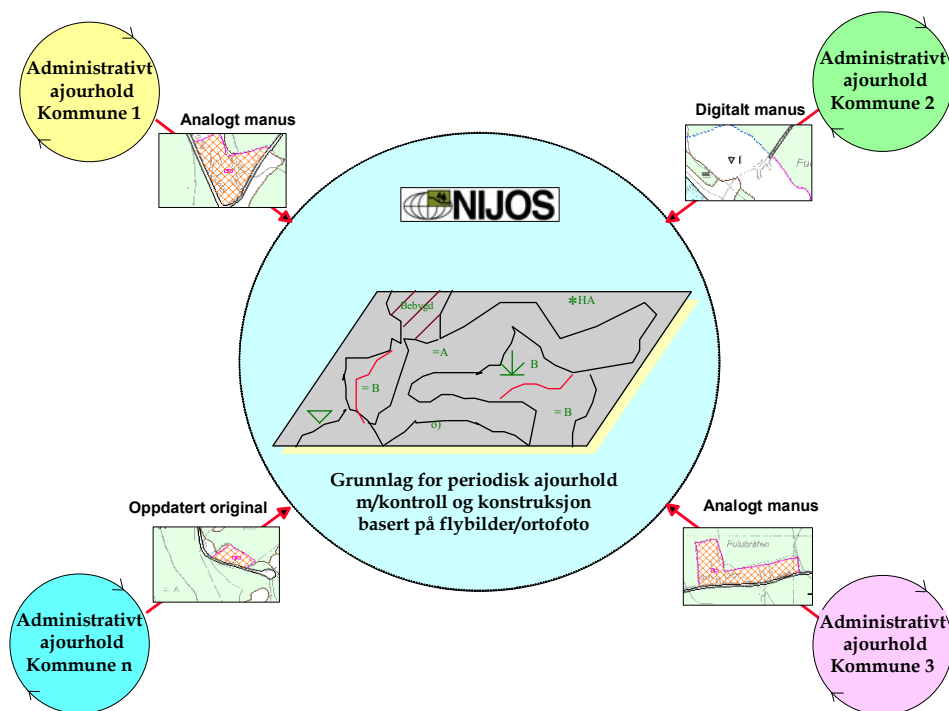 Administrativt
ajourhold
Kommune 1
Analogt manus
Administrativt
ajourhold
Kommune 2
Digitalt manus
NIJOS
Bebygd
*HA
=A
B
= B
= B
Grunnlag for periodisk ajourhold
m/kontroll og konstruksjon
basert på flybilder/ortofoto
Oppdatert original
Administrativt
ajourhold
Kommune n
Analogt manus
Fulubråten
Administrativt
ajourhold
Kommune 3